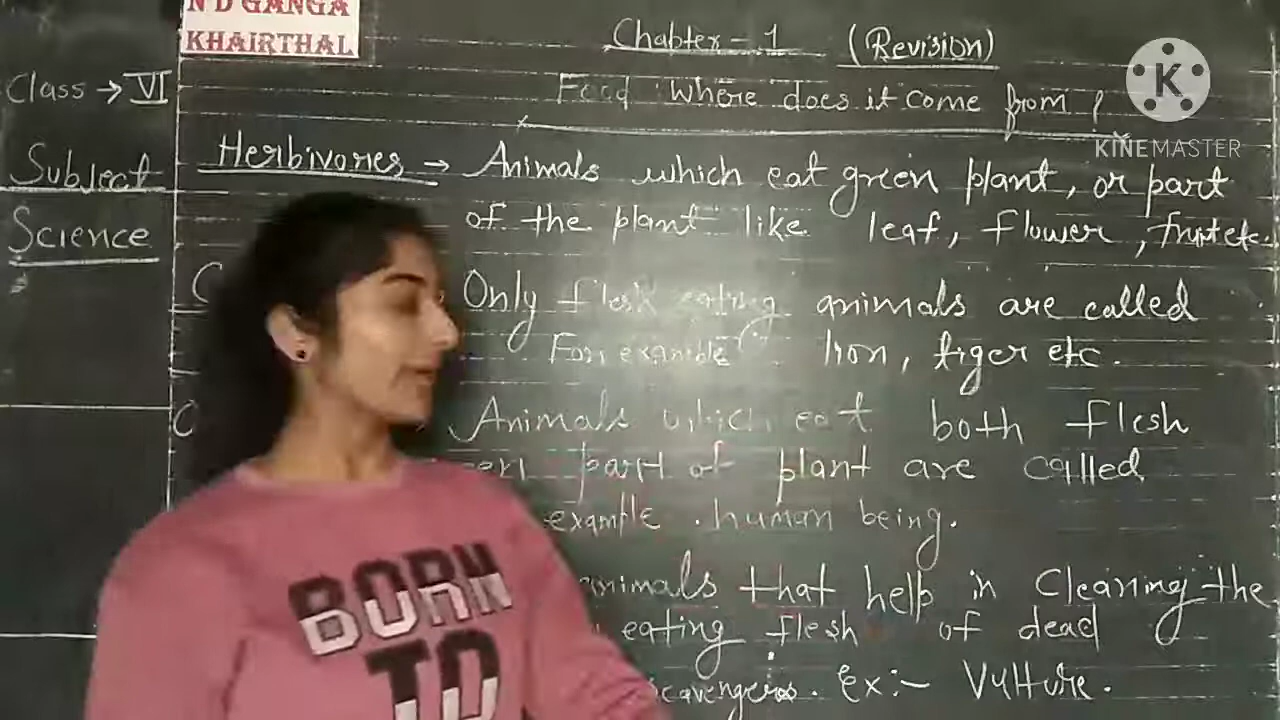 N D GANGA
KHAIRTHAL
Chapter - 1 (Revision)
Class → VI
Food : Where does it come from ?
KINEMASTER
Subject
Science
Herbivores → Animals which eat green plant, or part
of the plant like leaf, flower, fruit etc.
C Only flesh eating animals are called
For example lion, tiger etc.
O Animals which eat both flesh
part of plant are called
example human being.
animals that help in Cleaning the
eating flesh of dead
scavengers. Ex:- Vulture.
BORN
TO